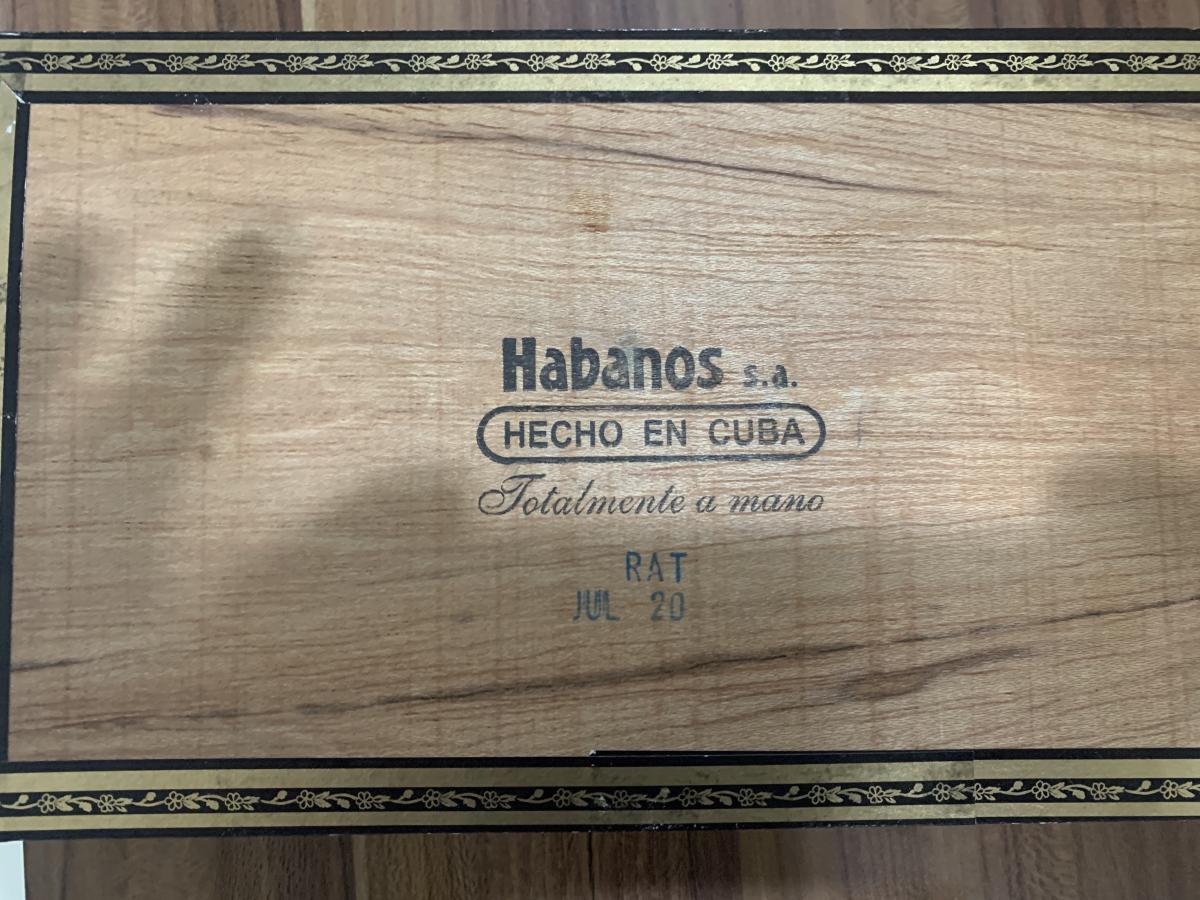 Habanos s.a.
HECHO EN CUBA
Totalmente a mano
RAT
JUL 20